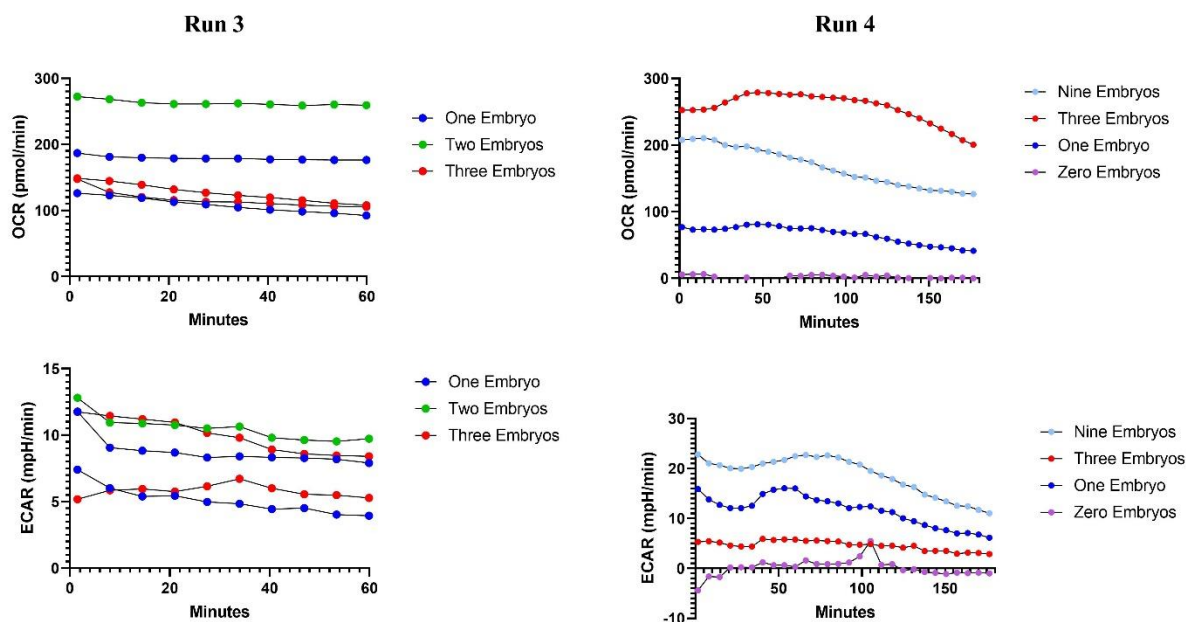 Run 3
Run 4
300
200
100
0
OCR (pmol/min)
0
20
40
60
Minutes
One Embryo
Two Embryos
Three Embryos
300
200
100
0
OCR (pmol/min)
0
50
100
150
Minutes
Nine Embryos
Three Embryos
One Embryo
Zero Embryos
15
10
5
0
ECAR (mpH/min)
0
20
40
60
Minutes
One Embryo
Two Embryos
Three Embryos
30
20
10
0
-10
ECAR (mpH/min)
50
100
150
Minutes
Nine Embryos
Three Embryos
One Embryo
Zero Embryos